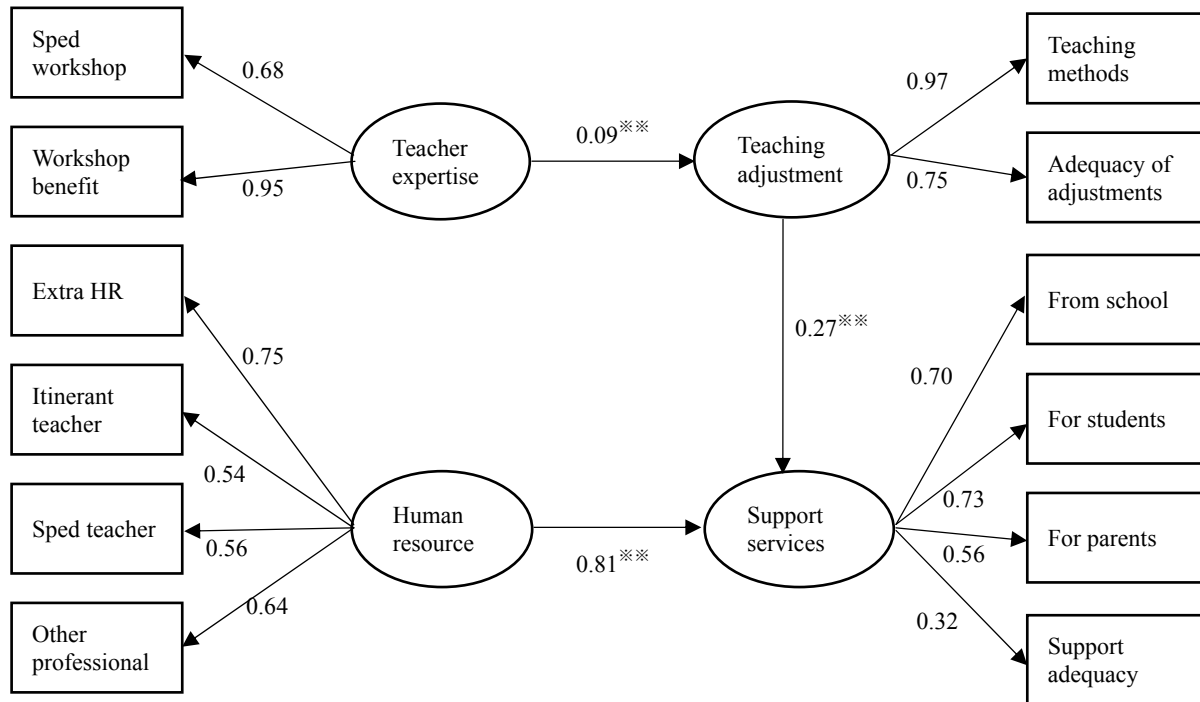 Sped
workshop
0.68
Workshop
benefit
0.95
Teacher
expertise
0.09※※
Teaching
adjustment
0.97
Teaching
methods
0.75
Adequacy of
adjustments
0.27※※
Extra HR
0.75
Itinerant
teacher
0.54
Sped teacher
0.56
Other
professional
0.64
Human
resource
0.81※※
Support
services
0.70
From school
0.73
For students
0.56
For parents
0.32
Support
adequacy